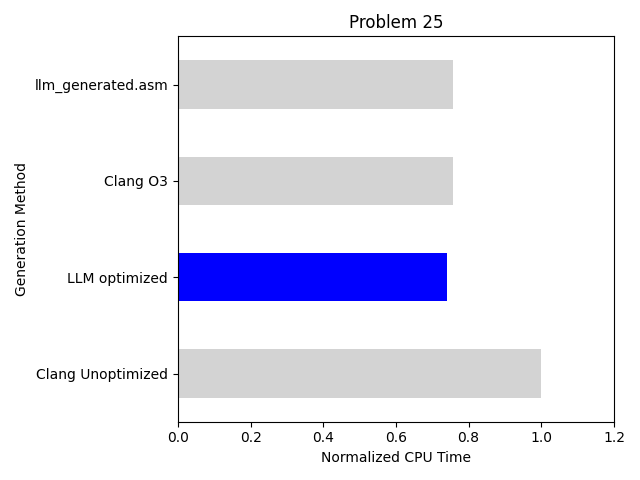 Problem 25
Generation Method
llm_generated.asm
Clang O3
LLM optimized
Clang Unoptimized
0.0 0.2 0.4 0.6 0.8 1.0 1.2
Normalized CPU Time